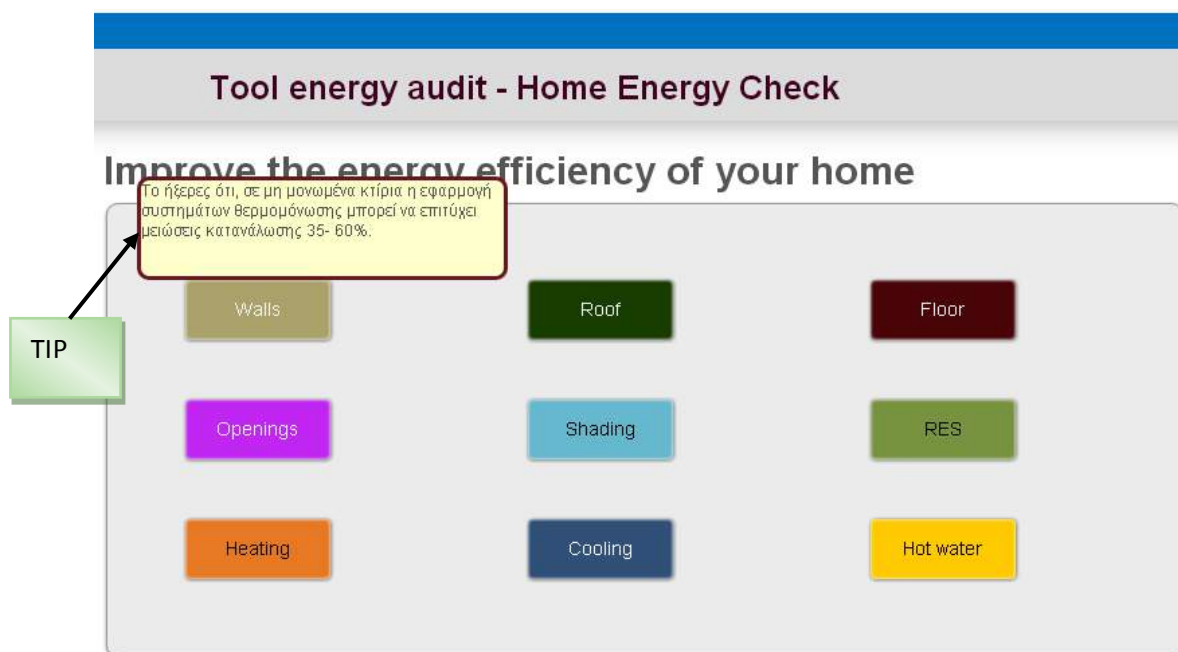 Tool energy audit - Home Energy Check
Improve the energy efficiency of your home
Το ήξερες ότι, σε μη μονωμένα κτίρια η εφαρμογή
συστημάτων θερμομόνωσης μπορεί να επιτύχει
μειώσεις κατανάλωσης 35- 60%.
TIP
Walls
Roof
Floor
Openings
Shading
RES
Heating
Cooling
Hot water